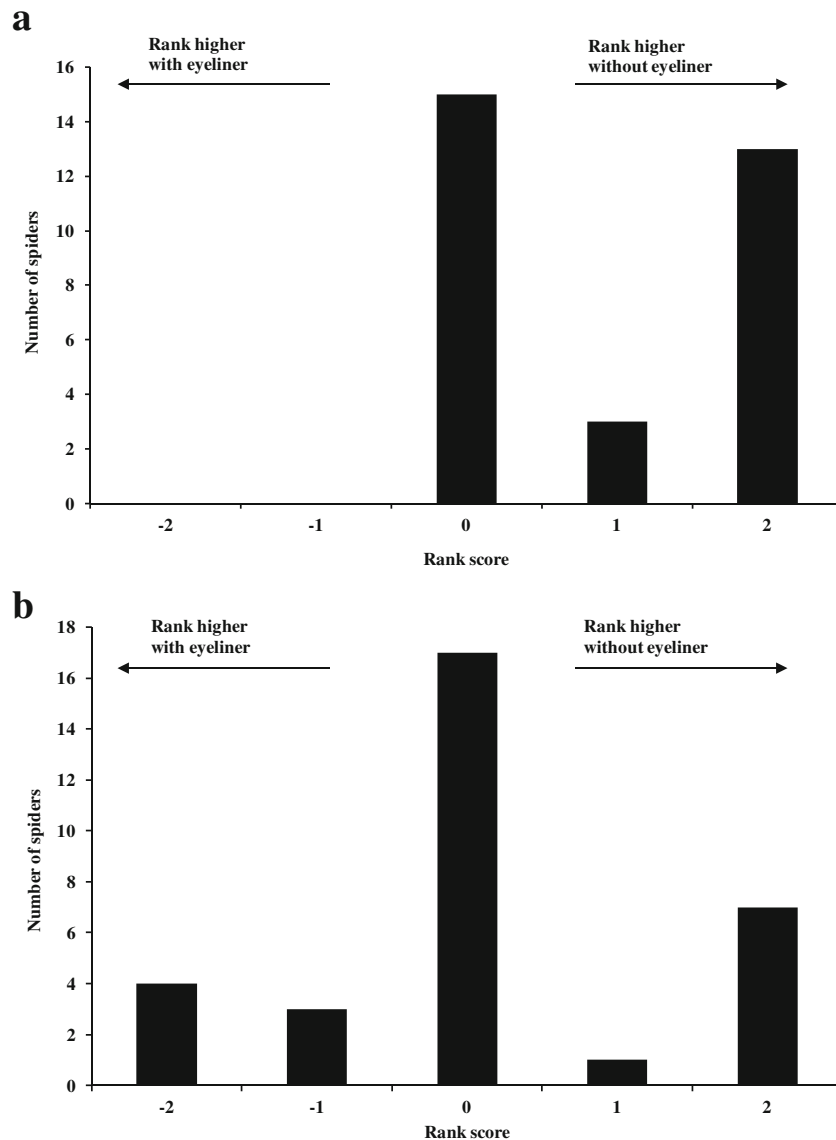 a
Rank higher
with eyeliner
Rank higher
without eyeliner
16
14
12
10
8
6
4
2
0
Number of spiders
-2 -1 0 1 2
Rank score
b
Rank higher
with eyeliner
Rank higher
without eyeliner
18
16
14
12
10
8
6
4
2
0
Number of spiders
-2 -1 0 1 2
Rank score